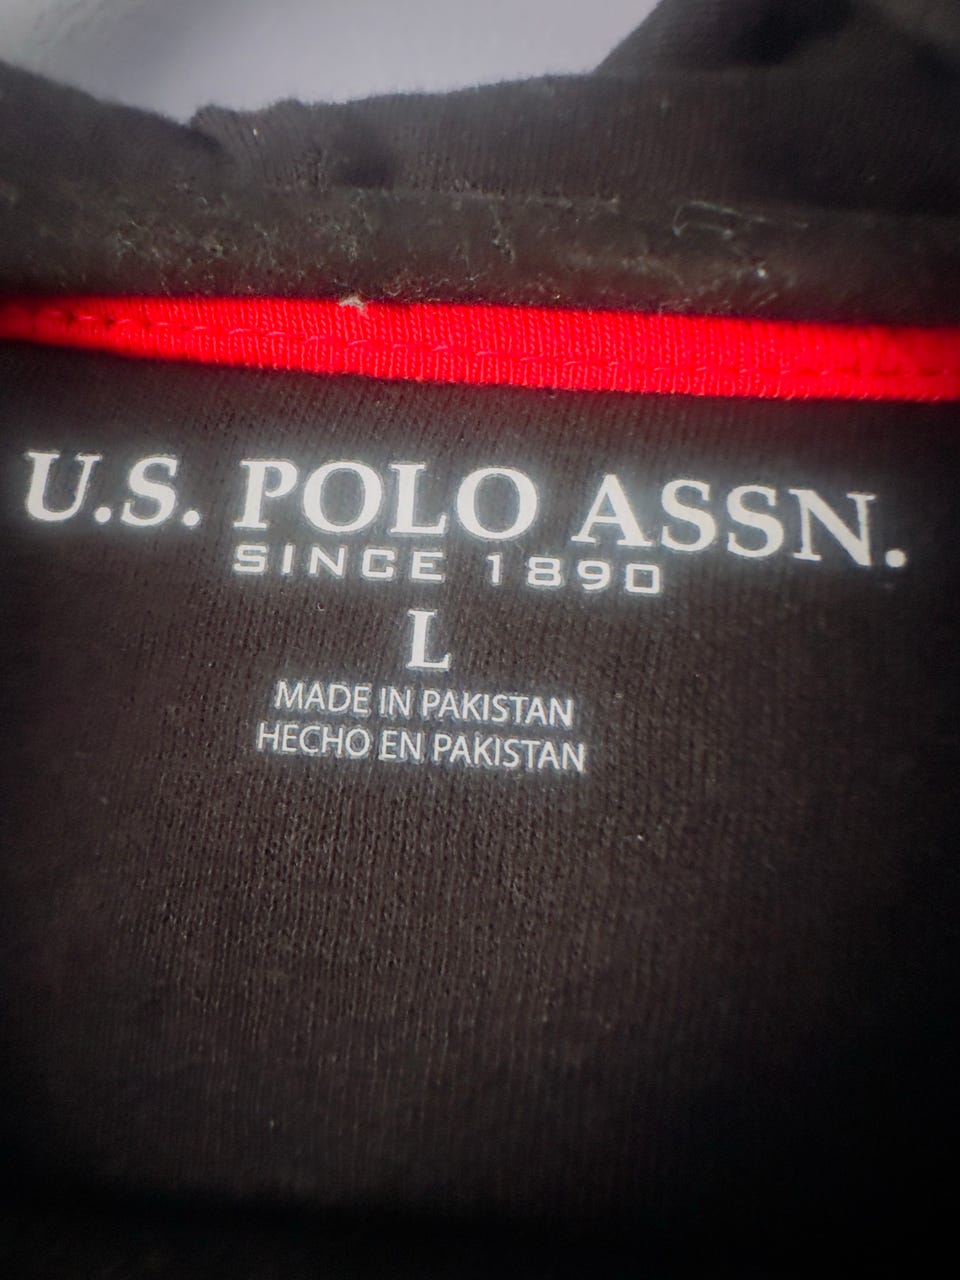 U.S. POLO ASSN.
SINCE 1890
L
MADE IN PAKISTAN
HECHO EN PAKISTAN